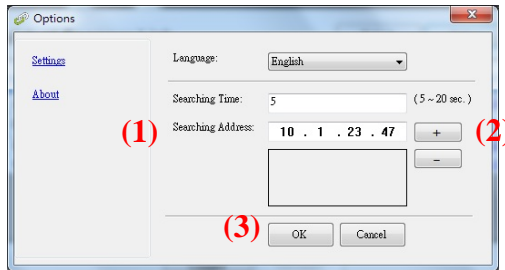 Options
Settings
About
Language: English
Searching Time: 5 ( 5 ~ 20 sec. )
(1) Searching Address: 10 . 1 . 23 . 47 + (2)
−
(3) OK Cancel